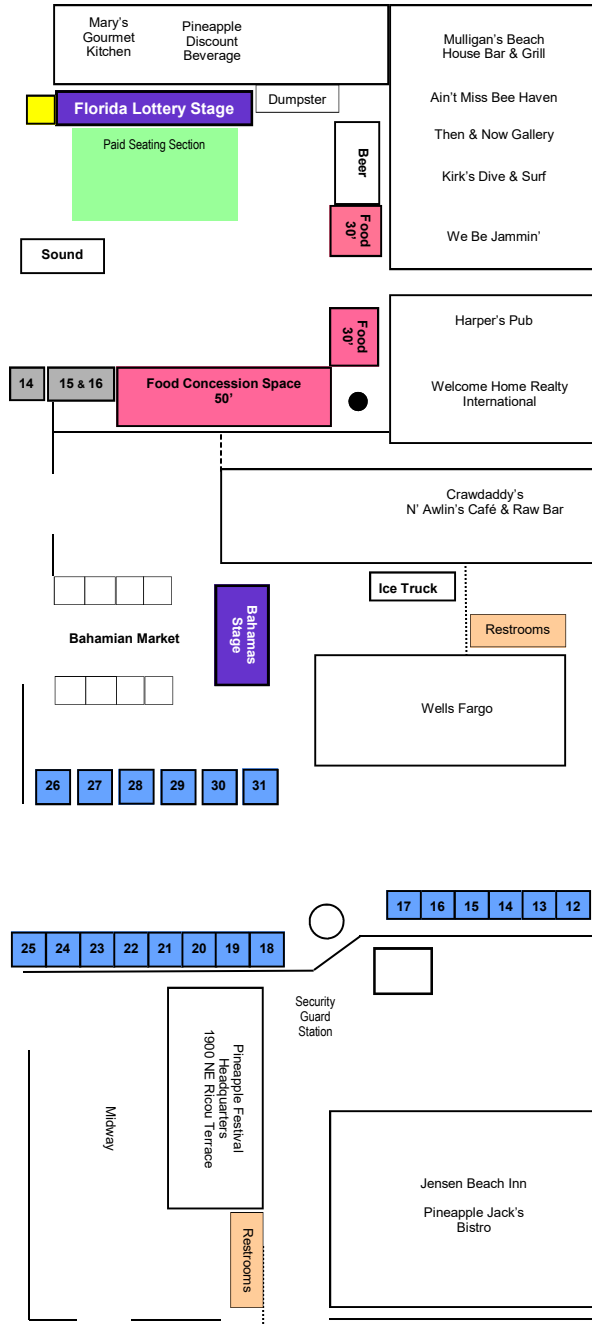 Mary's
Gourmet
Kitchen
Pineapple
Discount
Beverage
Mulligan's Beach
House Bar & Grill
Florida Lottery Stage
Dumpster
Ain't Miss Bee Haven
Paid Seating Section
Beer
Then & Now Gallery
Kirk's Dive & Surf
Food
30'
We Be Jammin'
Sound
Food
30'
Harper's Pub
14
15 & 16
Food Concession Space
50'
Welcome Home Realty
International
Crawdaddy's
N' Awlin's Café & Raw Bar
Ice Truck
Bahamian Market
Bahamas
Stage
Restrooms
Wells Fargo
26 27 28 29 30 31
17 16 15 14 13 12
25 24 23 22 21 20 19 18
Security
Guard
Station
Pineapple Festival
Headquarters
1900 NE Ricou Terrace
Midway
Jensen Beach Inn
Pineapple Jack's
Bistro
Restrooms